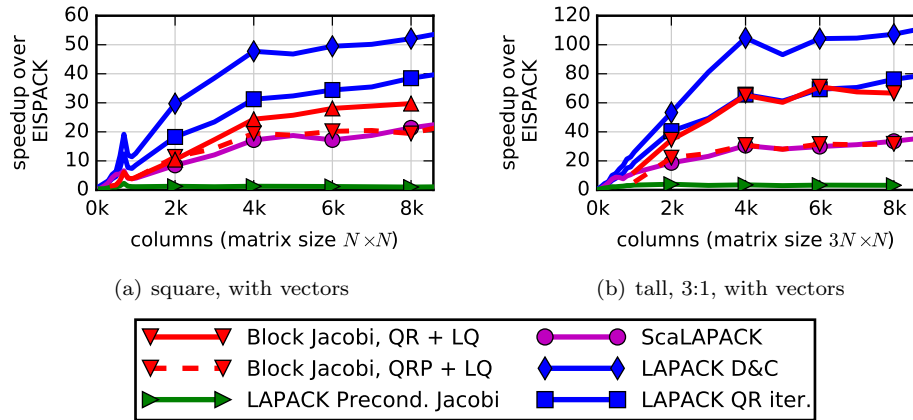 speedup over
EISPACK
60
50
40
30
20
10
0
0k 2k 4k 6k 8k
columns (matrix size N×N)
(a) square, with vectors
speedup over
EISPACK
120
100
80
60
40
20
0
0k 2k 4k 6k 8k
columns (matrix size 3N×N)
(b) tall, 3:1, with vectors
Block Jacobi, QR + LQ
Block Jacobi, QRP + LQ
LAPACK Precond. Jacobi
ScaLAPACK
LAPACK D&C
LAPACK QR iter.